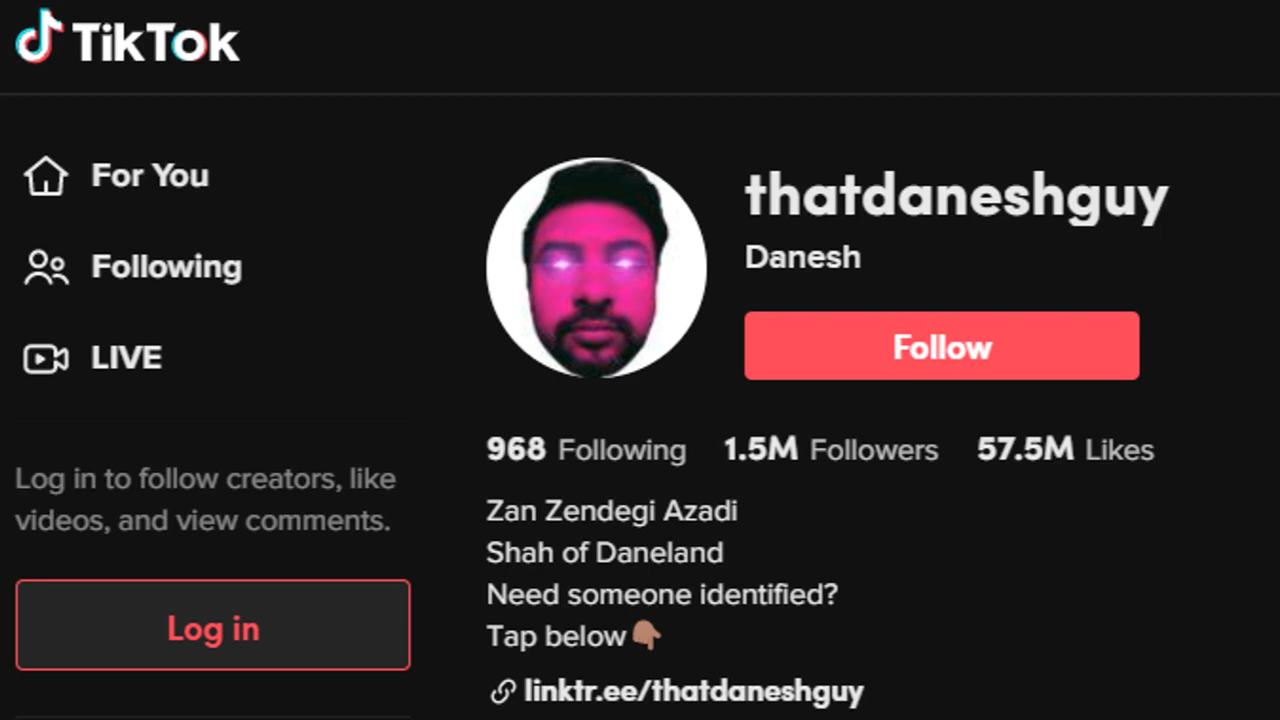 TikTok
For You
Following
LIVE
Log in to follow creators, like
videos, and view comments.
Log in
thatdaneshguy
Danesh
Follow
968 Following 1.5M Followers 57.5M Likes
Zan Zendegi Azadi
Shah of Daneland
Need someone identified?
Tap below👇🏽
linktr.ee/thatdaneshguy